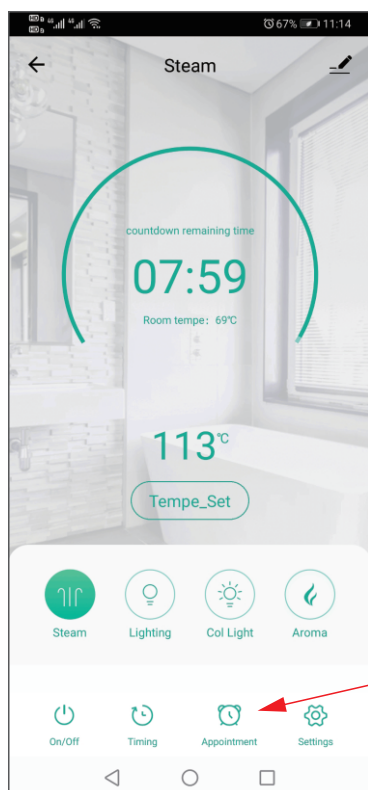 67% 11:14
Steam
countdown remaining time
07:59
Room tempe: 69℃
113℃
Tempe_Set
Steam Lighting Col Light Aroma
On/Off Timing Appointment Settings